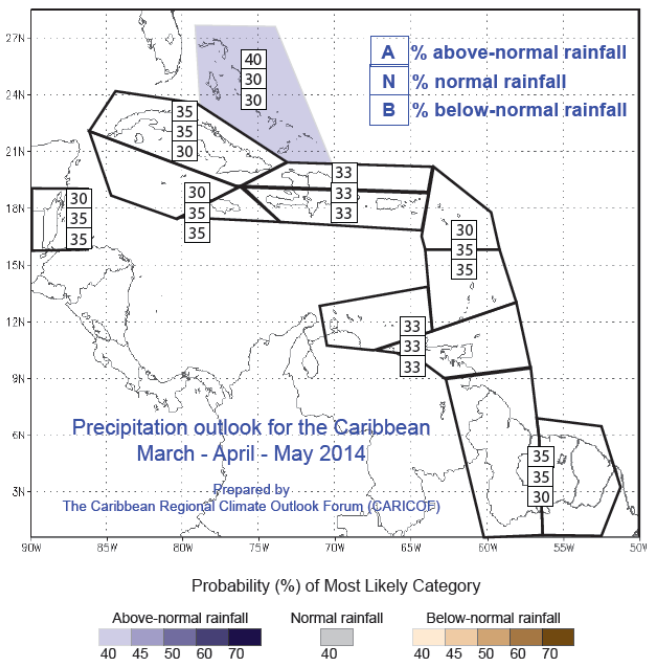 27N
24N
21N
18N
15N
12N
9N
6N
3N
A % above-normal rainfall
N % normal rainfall
B % below-normal rainfall
40
30
30
35
35
30
33
33
33
30
35
35
30
35
35
30
35
35
33
33
33
35
35
30
Precipitation outlook for the Caribbean
March - April - May 2014
Prepared by
The Caribbean Regional Climate Outlook Forum (CARICOF)
90W 85W 80W 75W 70W 65W 60W 55W 50W
Probability (%) of Most Likely Category
Above-normal rainfall Normal rainfall Below-normal rainfall
40 45 50 60 70 40 40 45 50 60 70